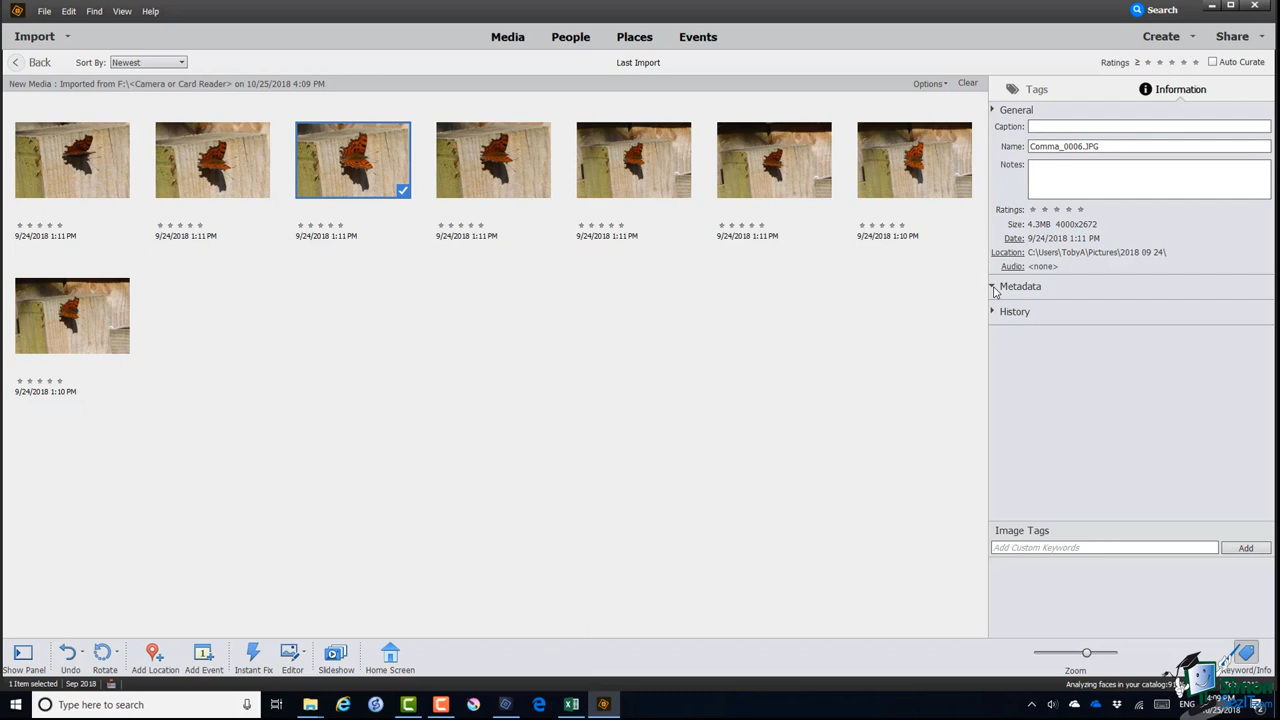 File Edit Find View Help Search
Import Media People Places Events Create Share
Back Sort By: Newest Last Import Ratings ≥ Auto Curate
New Media : Imported from F:\<Camera or Card Reader> on 10/25/2018 4:09 PM Options Clear
Tags Information
General
Caption:
Name: Comma_0006.JPG
Notes:
Ratings:
Size: 4.3MB 4000x2672
Date: 9/24/2018 1:11 PM
Location: C:\Users\TobyA\Pictures\2018 09 24\
Audio: <none>
Metadata
History
9/24/2018 1:11 PM 9/24/2018 1:11 PM 9/24/2018 1:11 PM 9/24/2018 1:11 PM 9/24/2018 1:11 PM 9/24/2018 1:11 PM 9/24/2018 1:10 PM
9/24/2018 1:10 PM
Image Tags
Add Custom Keywords Add
Show Panel Undo Rotate Add Location Add Event Instant Fix Editor Slideshow Home Screen Zoom Keyword/Info
1 Item selected Sep 2018 Analyzing faces in your catalog:
Type here to search ENG 4:09 PM
10/25/2018